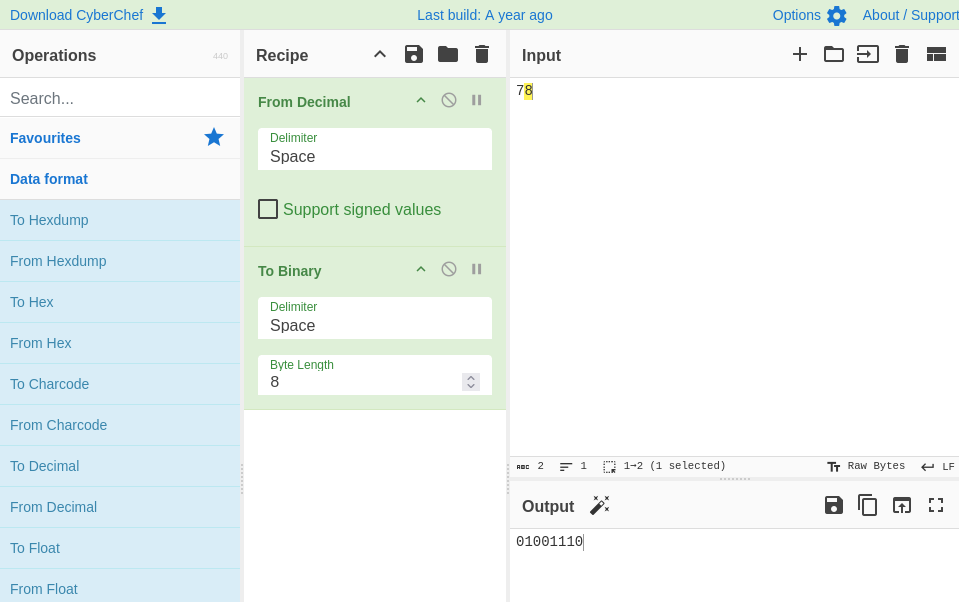 Download CyberChef
Last build: A year ago
Options
About / Support
Operations
440
Recipe
Input
Search...
Favourites
Data format
To Hexdump
From Hexdump
To Hex
From Hex
To Charcode
From Charcode
To Decimal
From Decimal
To Float
From Float
From Decimal
Delimiter
Space
Support signed values
To Binary
Delimiter
Space
Byte Length
8
78
ABC 2
1
1→2 (1 selected)
Raw Bytes
LF
Output
01001110